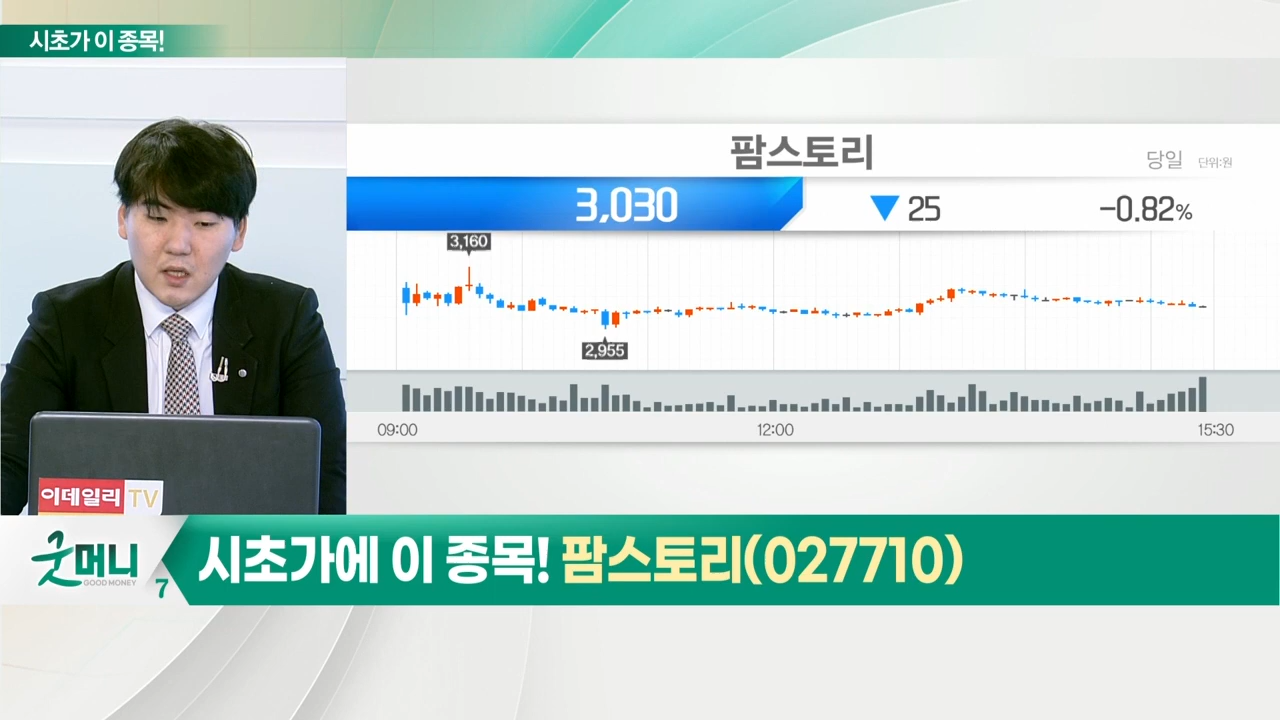 시초가 이 종목!
팜스토리
당일 단위:원
3,030 ▼ 25 -0.82%
3,160
2,955
09:00 12:00 15:30
이데일리 TV
굿머니 GOOD MONEY 7
시초가에 이 종목! 팜스토리(027710)